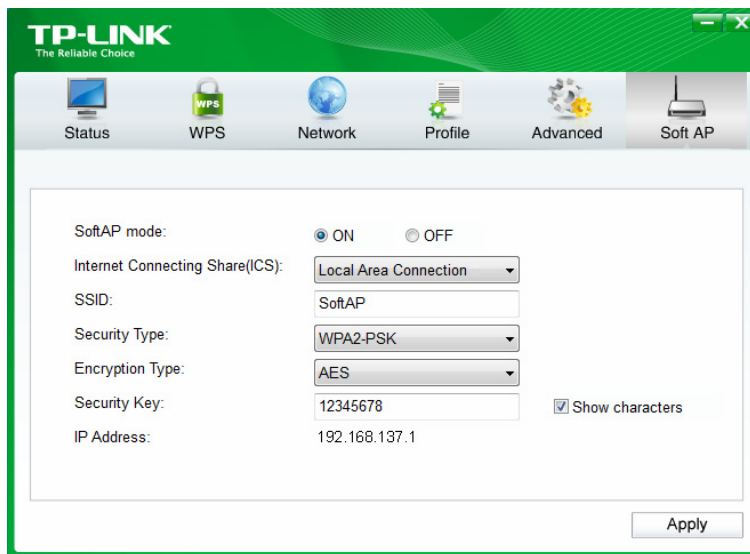 TP-LINK
The Reliable Choice
WPS
Status WPS Network Profile Advanced Soft AP
SoftAP mode: ON OFF
Internet Connecting Share(ICS): Local Area Connection
SSID: SoftAP
Security Type: WPA2-PSK
Encryption Type: AES
Security Key: 12345678 Show characters
IP Address: 192.168.137.1
Apply